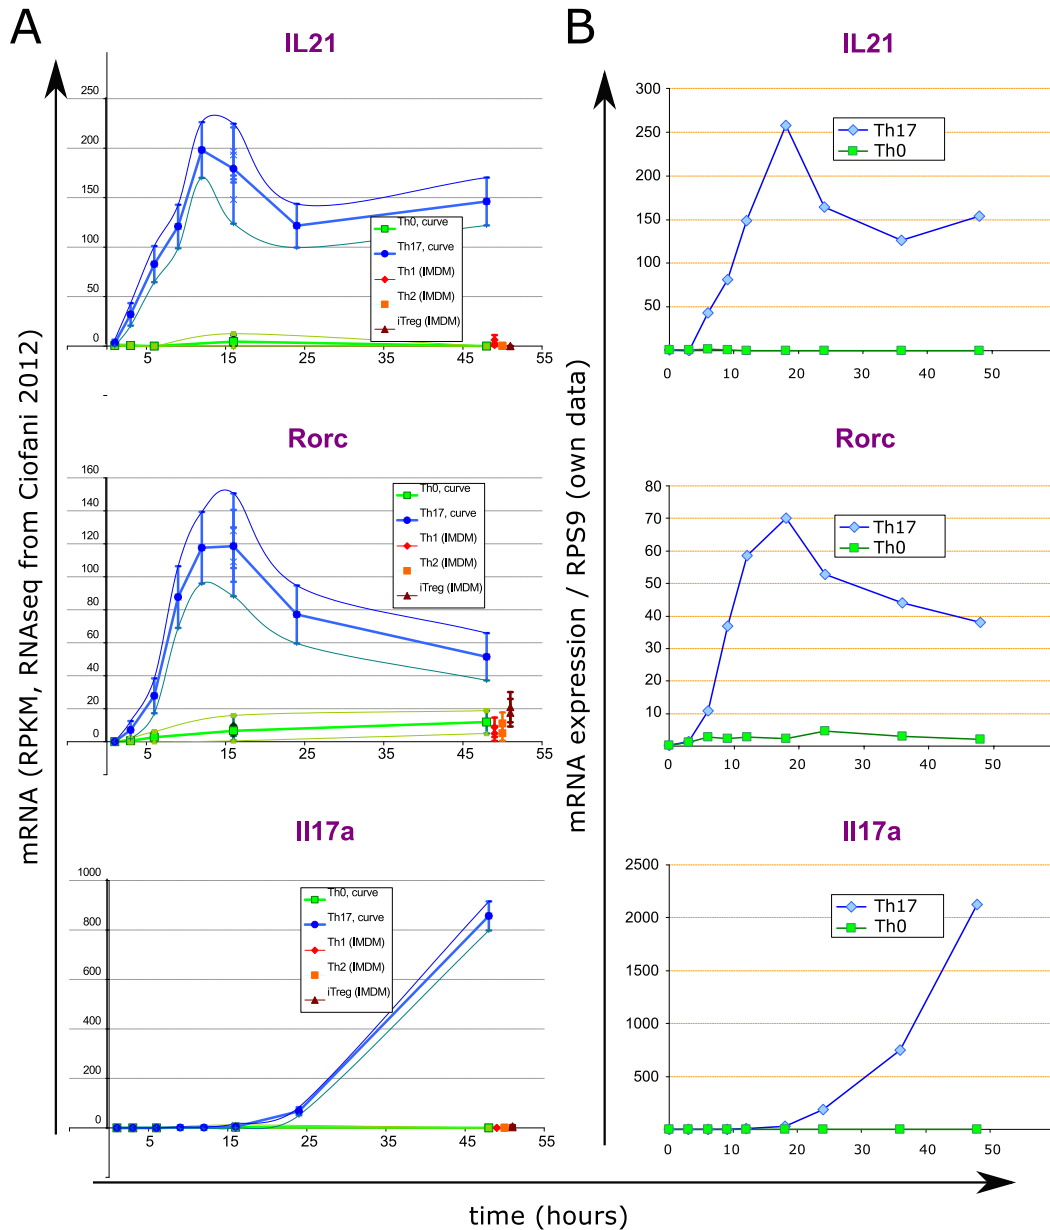 A
B
IL21
IL21
mRNA (RPKM, RNAseq from Ciofani 2012)
250
200
150
100
50
0
5
15
25
35
45
55
Th0, curve
Th17, curve
Th1 (IMDM)
Th2 (IMDM)
iTreg (IMDM)
mRNA expression / RPS9 (own data)
300
250
200
150
100
50
0
10
20
30
40
50
Th17
Th0
Rorc
Rorc
160
140
120
100
80
60
40
20
0
5
15
25
35
45
55
Th0, curve
Th17, curve
Th1 (IMDM)
Th2 (IMDM)
iTreg (IMDM)
80
70
60
50
40
30
20
10
0
10
20
30
40
50
Th17
Th0
Il17a
Il17a
1000
800
600
400
200
0
5
15
25
35
45
55
Th0, curve
Th17, curve
Th1 (IMDM)
Th2 (IMDM)
iTreg (IMDM)
2500
2000
1500
1000
500
0
10
20
30
40
50
Th17
Th0
time (hours)